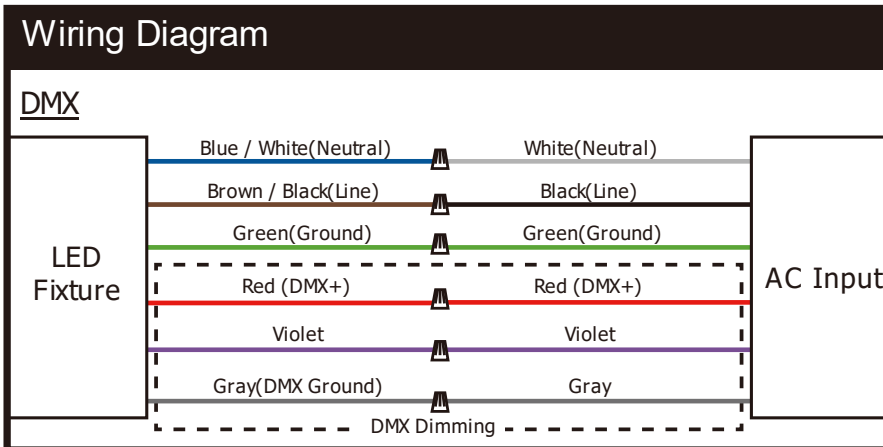 Wiring Diagram
DMX
Blue / White(Neutral) White(Neutral)
Brown / Black(Line) Black(Line)
Green(Ground) Green(Ground)
LED
Fixture
Red (DMX+) Red (DMX+)
AC Input
Violet Violet
Gray(DMX Ground) Gray
DMX Dimming